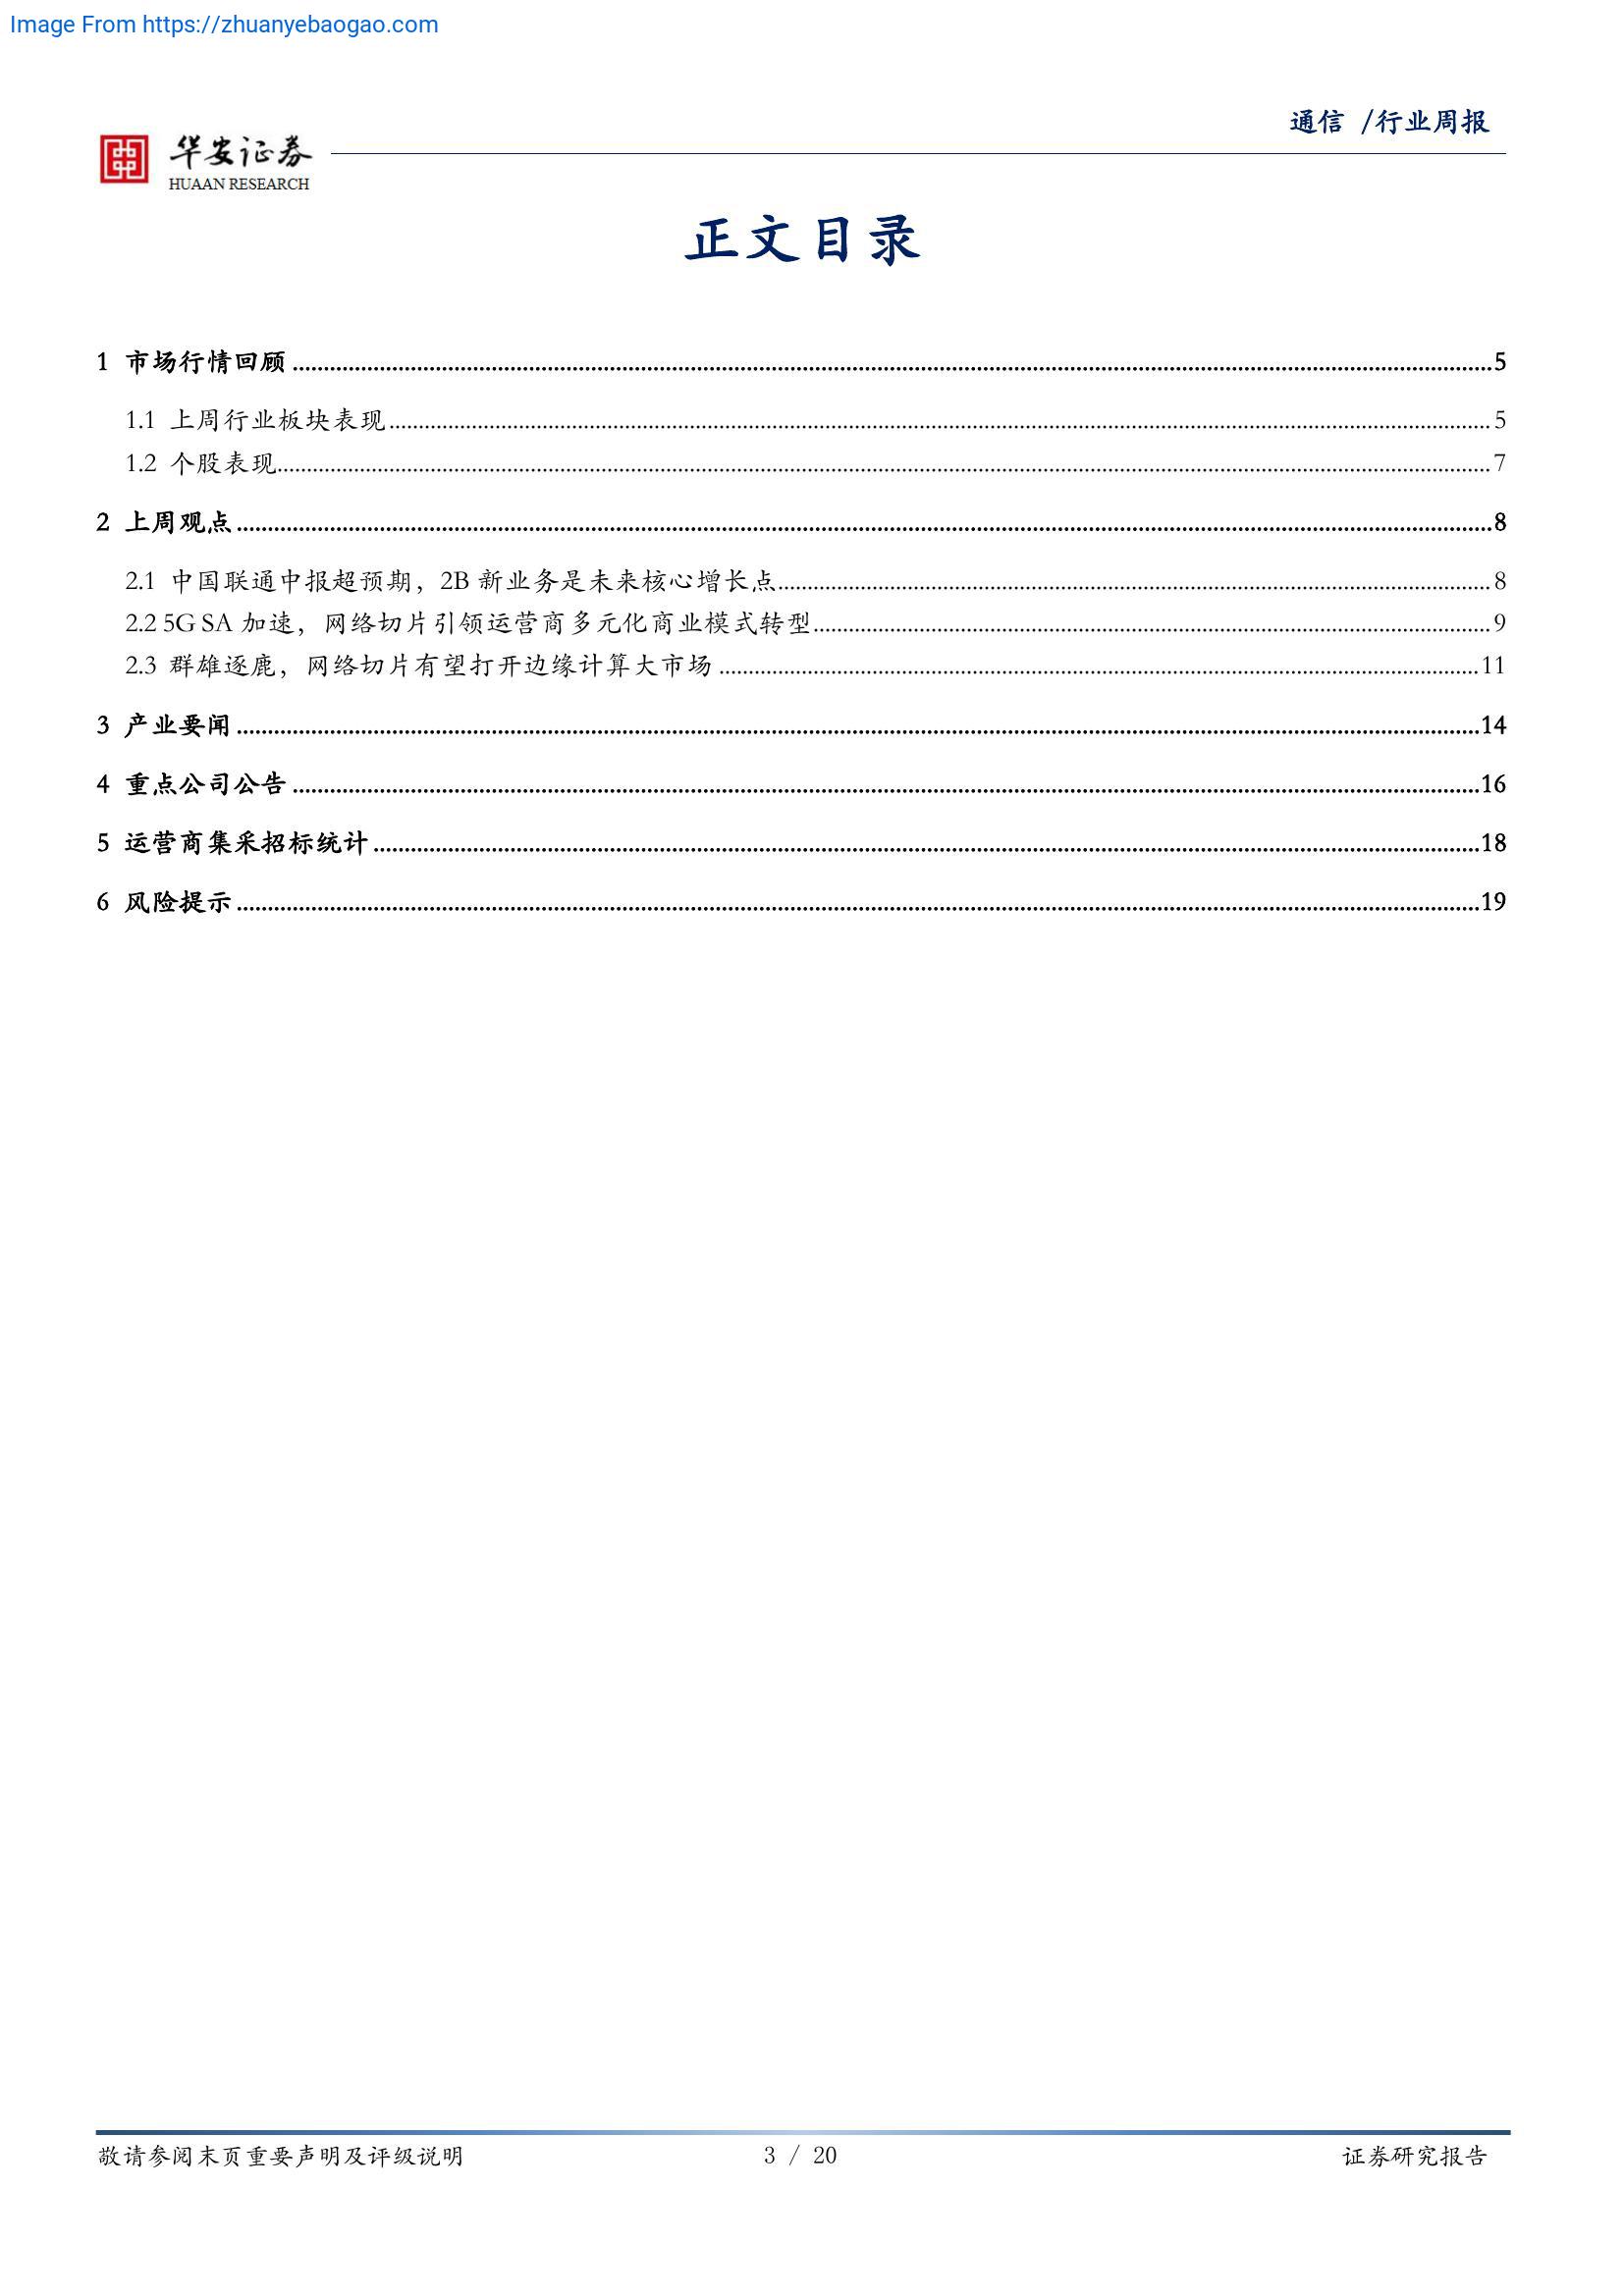 Image From https://zhuanyebaogao.com
通信 /行业周报
华安证券
HUAAN RESEARCH
正文目录
1 市场行情回顾 5
1.1 上周行业板块表现 5
1.2 个股表现 7
2 上周观点 8
2.1 中国联通中报超预期，2B 新业务是未来核心增长点 8
2.2 5G SA 加速，网络切片引领运营商多元化商业模式转型 9
2.3 群雄逐鹿，网络切片有望打开边缘计算大市场 11
3 产业要闻 14
4 重点公司公告 16
5 运营商集采招标统计 18
6 风险提示 19
敬请参阅末页重要声明及评级说明 3 / 20 证券研究报告